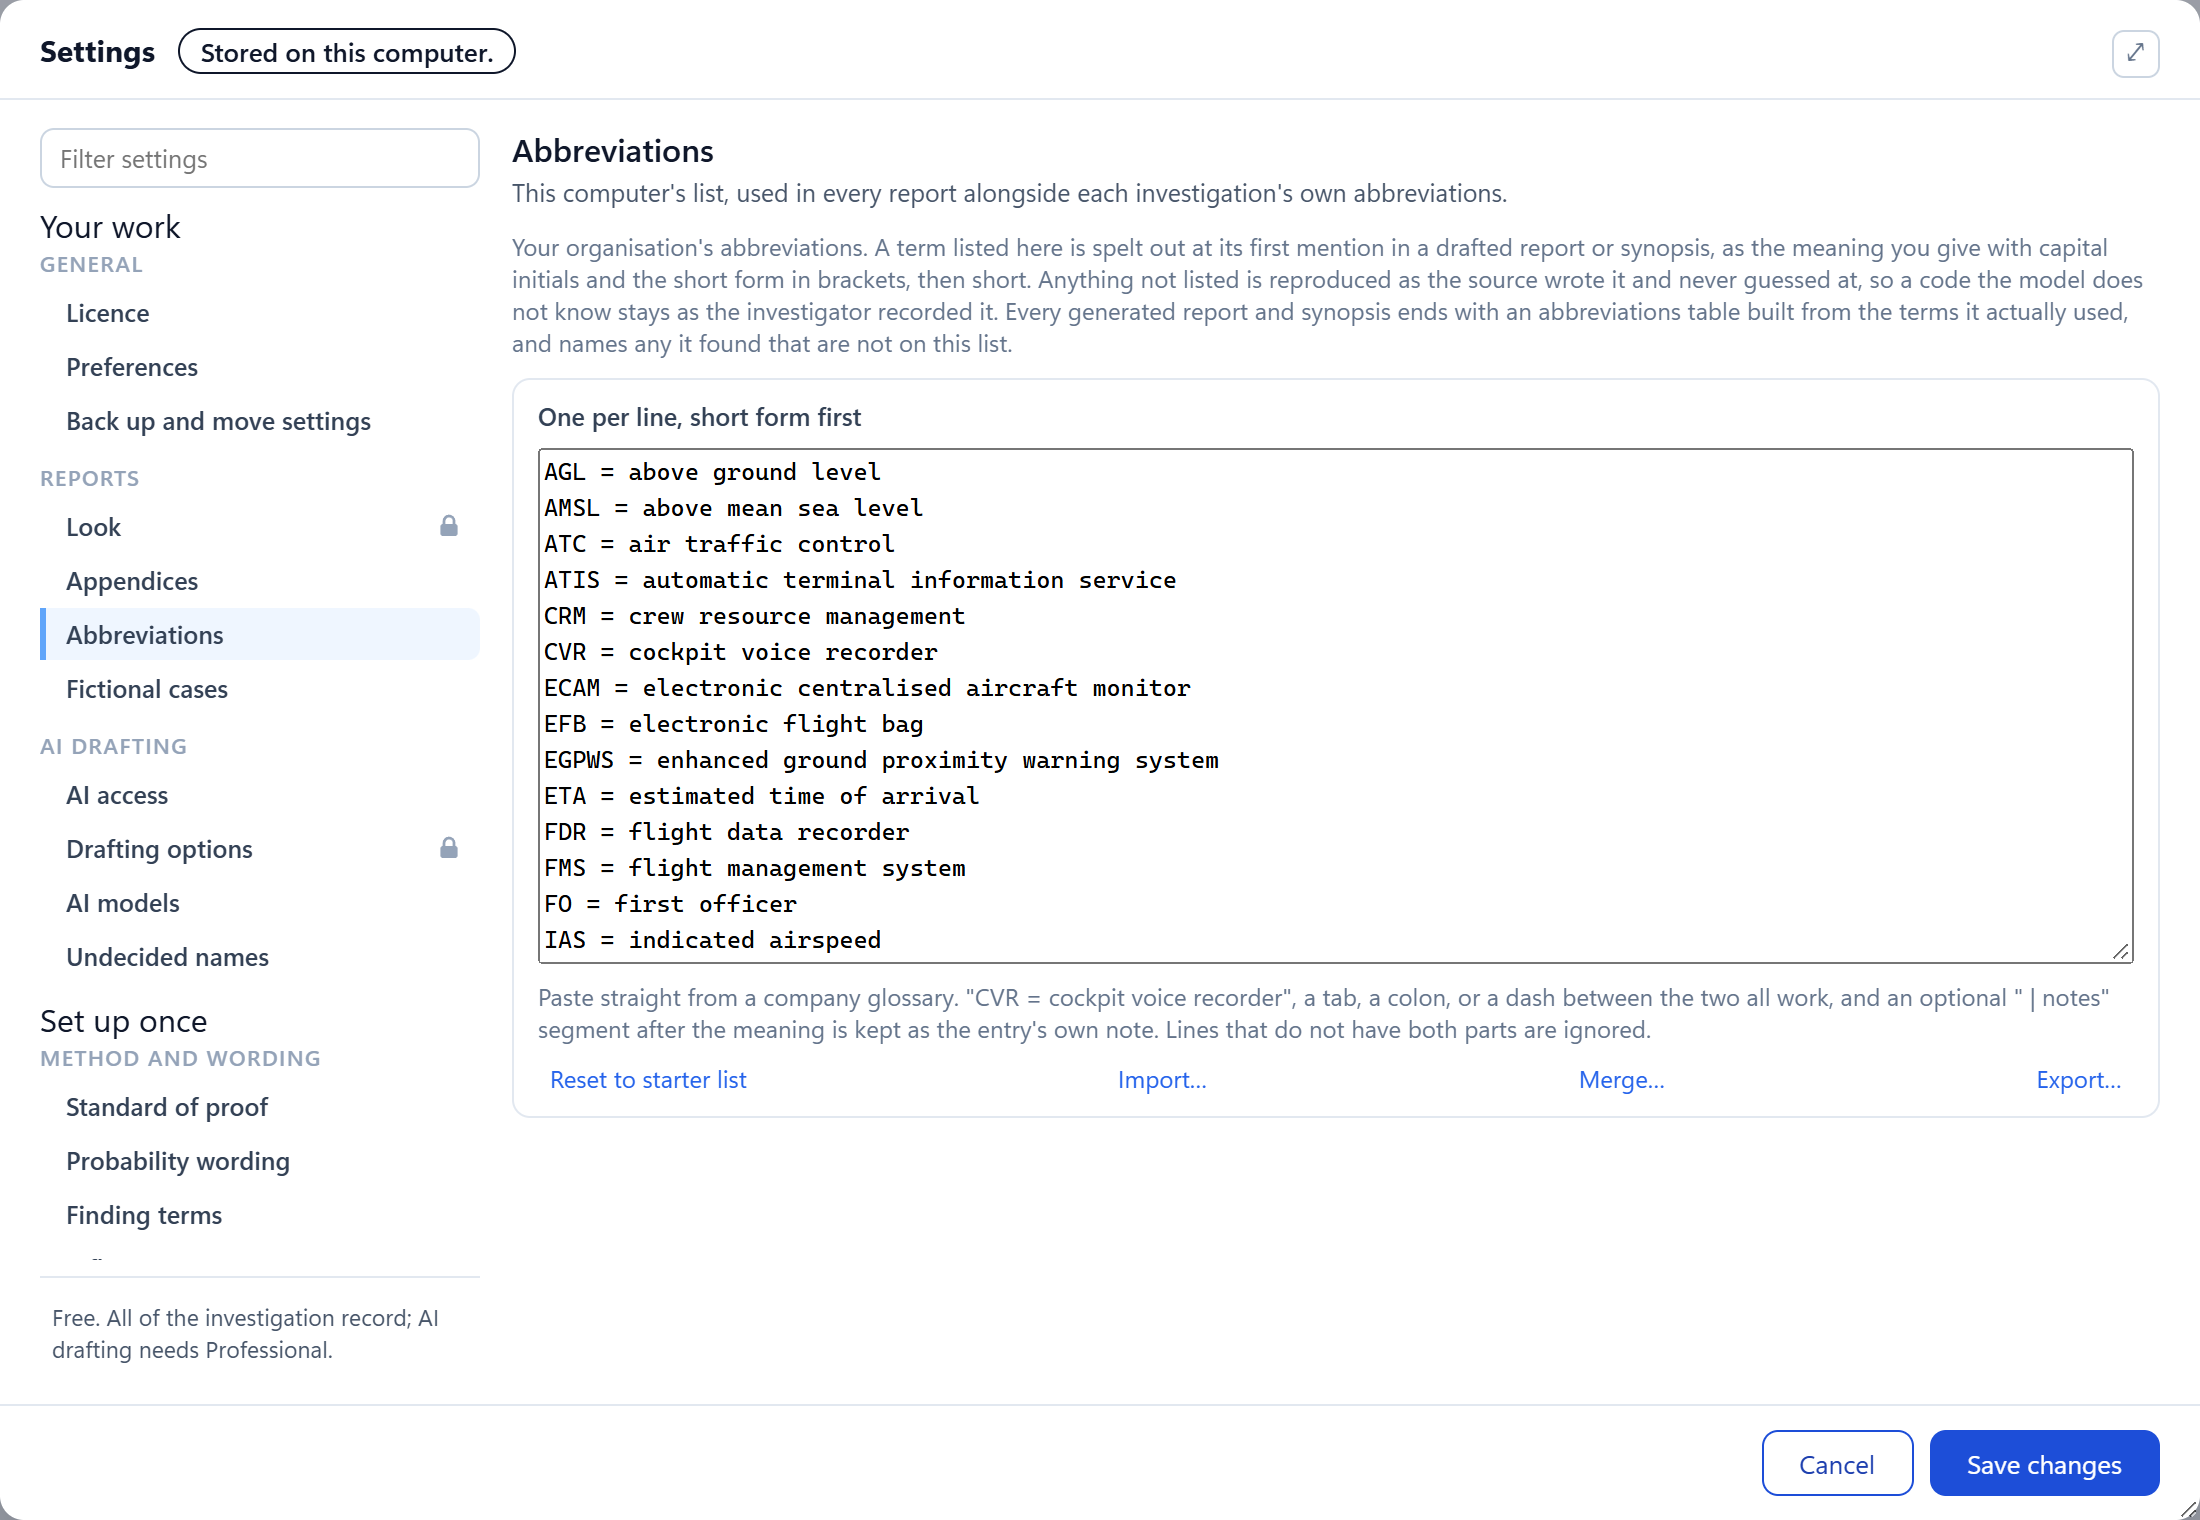 Settings
Stored on this computer.
Filter settings
Your work
GENERAL
Licence
Preferences
Back up and move settings
REPORTS
Look
Appendices
Abbreviations
Fictional cases
AI DRAFTING
AI access
Drafting options
AI models
Undecided names
Set up once
METHOD AND WORDING
Standard of proof
Probability wording
Finding terms
Free. All of the investigation record; AI
drafting needs Professional.
Abbreviations
This computer's list, used in every report alongside each investigation's own abbreviations.
Your organisation's abbreviations. A term listed here is spelt out at its first mention in a drafted report or synopsis, as the meaning you give with capital
initials and the short form in brackets, then short. Anything not listed is reproduced as the source wrote it and never guessed at, so a code the model does
not know stays as the investigator recorded it. Every generated report and synopsis ends with an abbreviations table built from the terms it actually used,
and names any it found that are not on this list.
One per line, short form first
AGL = above ground level
AMSL = above mean sea level
ATC = air traffic control
ATIS = automatic terminal information service
CRM = crew resource management
CVR = cockpit voice recorder
ECAM = electronic centralised aircraft monitor
EFB = electronic flight bag
EGPWS = enhanced ground proximity warning system
ETA = estimated time of arrival
FDR = flight data recorder
FMS = flight management system
FO = first officer
IAS = indicated airspeed
Paste straight from a company glossary. "CVR = cockpit voice recorder", a tab, a colon, or a dash between the two all work, and an optional " | notes"
segment after the meaning is kept as the entry's own note. Lines that do not have both parts are ignored.
Reset to starter list
Import...
Merge...
Export...
Cancel
Save changes